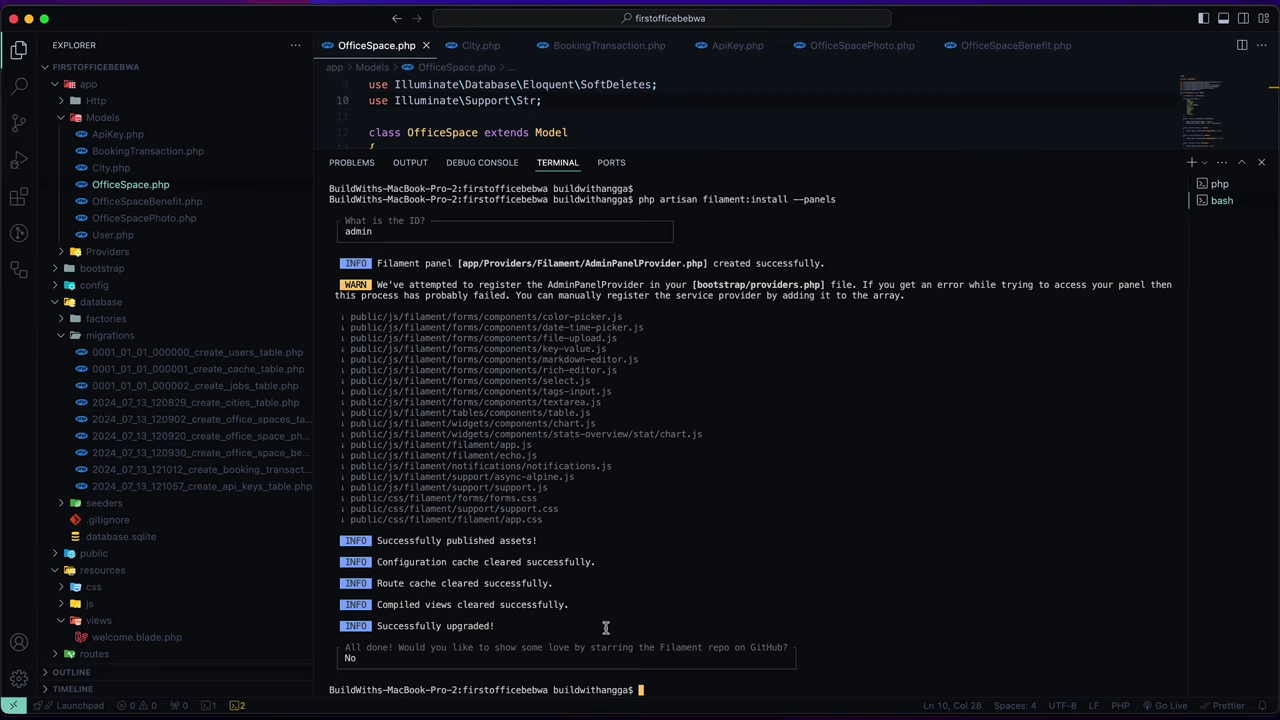 firstofficebebwa
EXPLORER
FIRSTOFFICEBEBWA
app
Http
Models
ApiKey.php
BookingTransaction.php
City.php
OfficeSpace.php
OfficeSpaceBenefit.php
OfficeSpacePhoto.php
User.php
Providers
bootstrap
config
database
factories
migrations
0001_01_01_000000_create_users_table.php
0001_01_01_000001_create_cache_table.php
0001_01_01_000002_create_jobs_table.php
2024_07_13_120829_create_cities_table.php
2024_07_13_120902_create_office_spaces_ta...
2024_07_13_120920_create_office_space_ph...
2024_07_13_120930_create_office_space_be...
2024_07_13_121012_create_booking_transact...
2024_07_13_121057_create_api_keys_table.php
seeders
.gitignore
database.sqlite
public
resources
css
js
views
welcome.blade.php
routes
OUTLINE
TIMELINE
OfficeSpace.php City.php BookingTransaction.php ApiKey.php OfficeSpacePhoto.php OfficeSpaceBenefit.php
app > Models > OfficeSpace.php > ...
9 use Illuminate\Database\Eloquent\SoftDeletes;
10 use Illuminate\Support\Str;
12 class OfficeSpace extends Model
{
PROBLEMS OUTPUT DEBUG CONSOLE TERMINAL PORTS
php
bash
BuildWiths-MacBook-Pro-2:firstofficebebwa buildwithangga$
BuildWiths-MacBook-Pro-2:firstofficebebwa buildwithangga$ php artisan filament:install --panels
What is the ID?
admin
INFO Filament panel [app/Providers/Filament/AdminPanelProvider.php] created successfully.
WARN We've attempted to register the AdminPanelProvider in your [bootstrap/providers.php] file. If you get an error while trying to access your panel then
this process has probably failed. You can manually register the service provider by adding it to the array.
↓ public/js/filament/forms/components/color-picker.js
↓ public/js/filament/forms/components/date-time-picker.js
↓ public/js/filament/forms/components/file-upload.js
↓ public/js/filament/forms/components/key-value.js
↓ public/js/filament/forms/components/markdown-editor.js
↓ public/js/filament/forms/components/rich-editor.js
↓ public/js/filament/forms/components/select.js
↓ public/js/filament/forms/components/tags-input.js
↓ public/js/filament/forms/components/textarea.js
↓ public/js/filament/tables/components/table.js
↓ public/js/filament/widgets/components/chart.js
↓ public/js/filament/widgets/components/stats-overview/stat/chart.js
↓ public/js/filament/filament/app.js
↓ public/js/filament/filament/echo.js
↓ public/js/filament/notifications/notifications.js
↓ public/js/filament/support/async-alpine.js
↓ public/js/filament/support/support.js
↓ public/css/filament/forms/forms.css
↓ public/css/filament/support/support.css
↓ public/css/filament/filament/app.css
INFO Successfully published assets!
INFO Configuration cache cleared successfully.
INFO Route cache cleared successfully.
INFO Compiled views cleared successfully.
INFO Successfully upgraded!
All done! Would you like to show some love by starring the Filament repo on GitHub?
No
BuildWiths-MacBook-Pro-2:firstofficebebwa buildwithangga$
Launchpad 0 0 0 1 2 Ln 10, Col 28 Spaces: 4 UTF-8 LF PHP Go Live Prettier